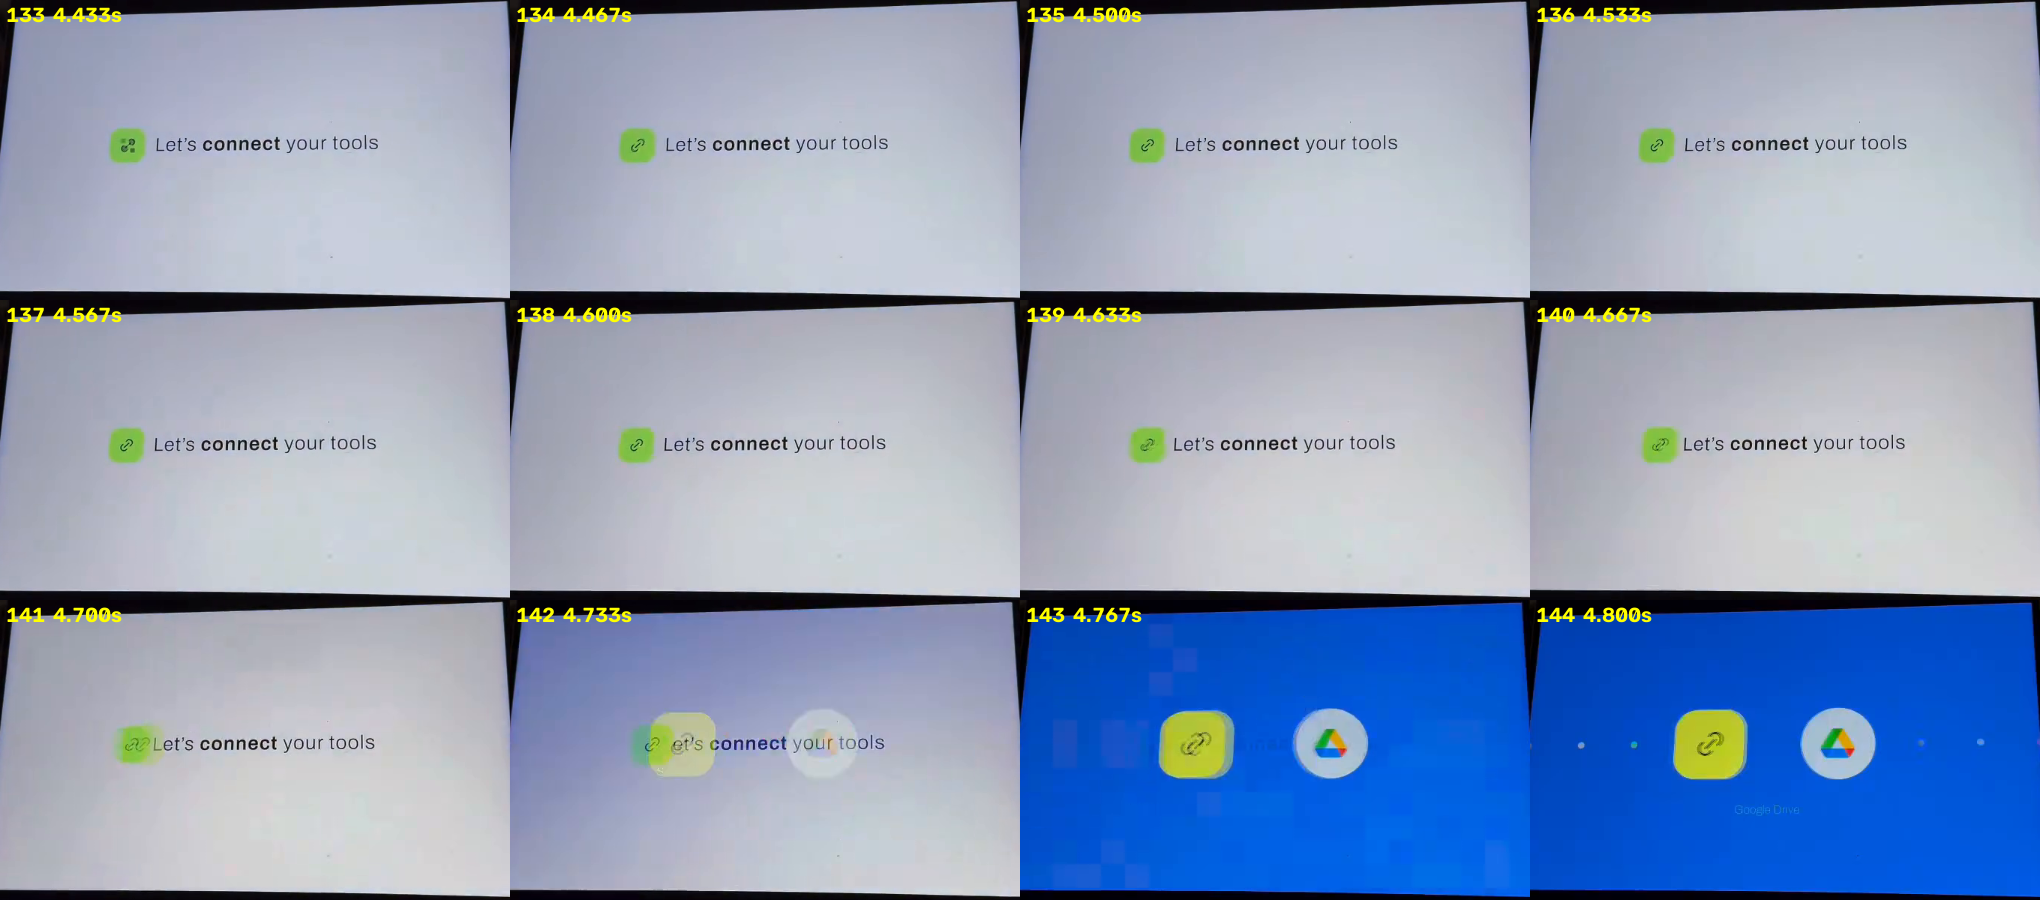 133 4.433s
134 4.467s
135 4.500s
136 4.533s
Let's connect your tools
Let's connect your tools
Let's connect your tools
Let's connect your tools
137 4.567s
138 4.600s
139 4.633s
140 4.667s
Let's connect your tools
Let's connect your tools
Let's connect your tools
Let's connect your tools
141 4.700s
142 4.733s
143 4.767s
144 4.800s
Let's connect your tools
et's connect your tools
Google Drive